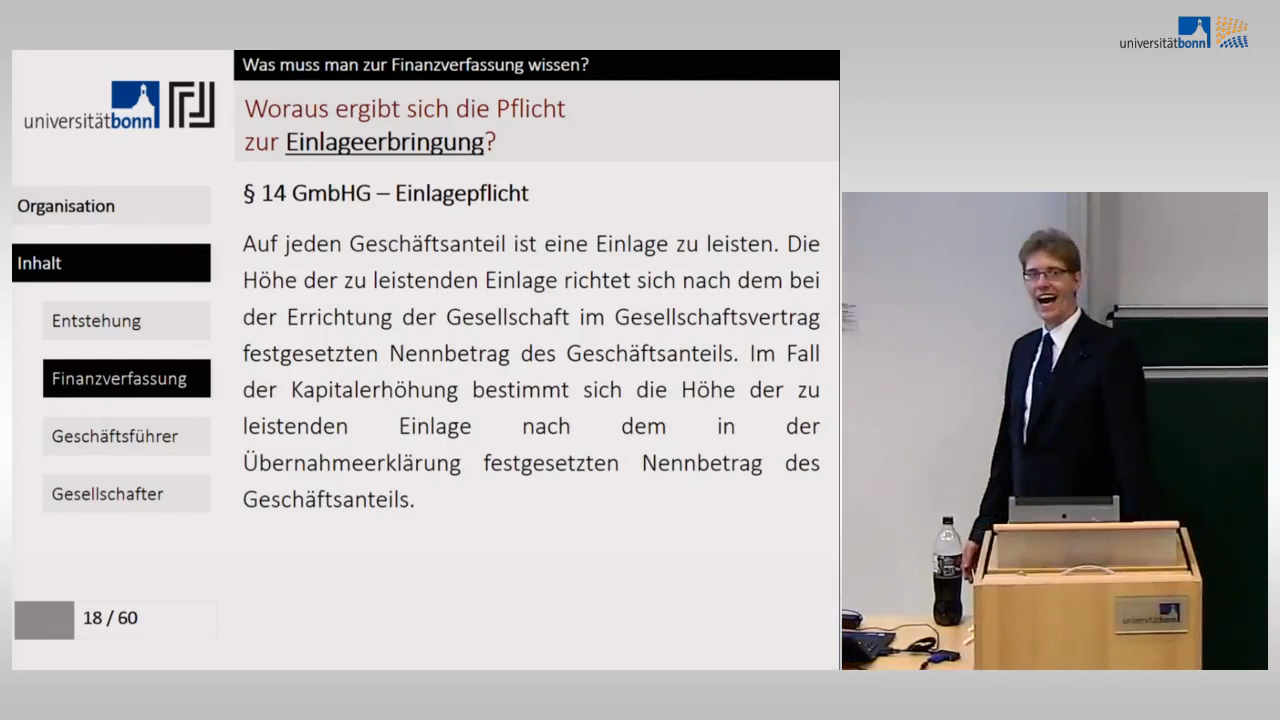 universitätbonn
Was muss man zur Finanzverfassung wissen?
universitätbonn
Woraus ergibt sich die Pflicht
zur Einlageerbringung?
§ 14 GmbHG – Einlagepflicht
Organisation
Inhalt
Entstehung
Finanzverfassung
Geschäftsführer
Gesellschafter
Auf jeden Geschäftsanteil ist eine Einlage zu leisten. Die
Höhe der zu leistenden Einlage richtet sich nach dem bei
der Errichtung der Gesellschaft im Gesellschaftsvertrag
festgesetzten Nennbetrag des Geschäftsanteils. Im Fall
der Kapitalerhöhung bestimmt sich die Höhe der zu
leistenden Einlage nach dem in der
Übernahmeerklärung festgesetzten Nennbetrag des
Geschäftsanteils.
18 / 60
universitätbonn